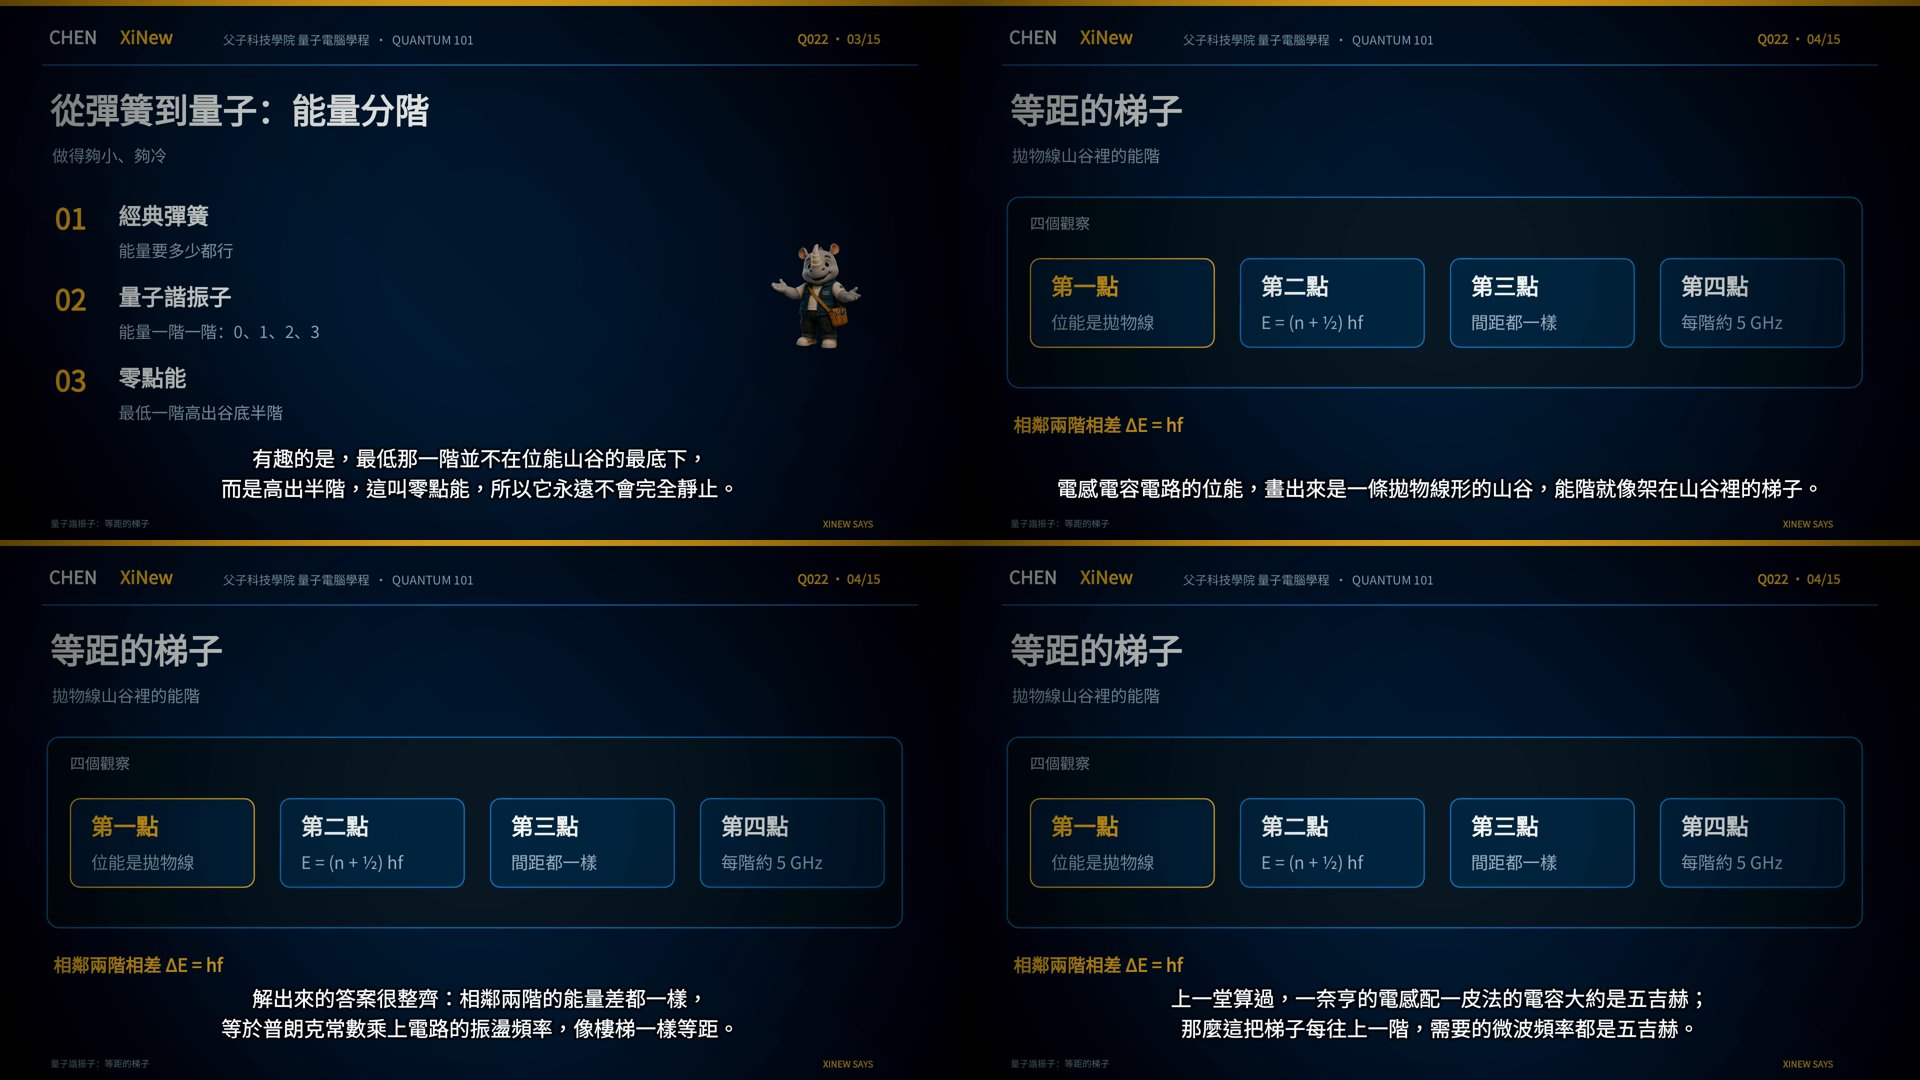 CHEN XiNew 父子科技學院 量子電腦學程 · QUANTUM 101 Q022 · 03/15
從彈簧到量子：能量分階
做得夠小、夠冷
01 經典彈簧
能量要多少都行
02 量子諧振子
能量一階一階：0、1、2、3
03 零點能
最低一階高出谷底半階
有趣的是，最低那一階並不在位能山谷的最底下，
而是高出半階，這叫零點能，所以它永遠不會完全靜止。
量子諧振子：等距的梯子 XINEW SAYS
CHEN XiNew 父子科技學院 量子電腦學程 · QUANTUM 101 Q022 · 04/15
等距的梯子
拋物線山谷裡的能階
四個觀察
第一點 第二點 第三點 第四點
位能是拋物線 E = (n + ½) hf 間距都一樣 每階約 5 GHz
相鄰兩階相差 ΔE = hf
電感電容電路的位能，畫出來是一條拋物線形的山谷，能階就像架在山谷裡的梯子。
量子諧振子：等距的梯子 XINEW SAYS
CHEN XiNew 父子科技學院 量子電腦學程 · QUANTUM 101 Q022 · 04/15
等距的梯子
拋物線山谷裡的能階
四個觀察
第一點 第二點 第三點 第四點
位能是拋物線 E = (n + ½) hf 間距都一樣 每階約 5 GHz
相鄰兩階相差 ΔE = hf
解出來的答案很整齊：相鄰兩階的能量差都一樣，
等於普朗克常數乘上電路的振盪頻率，像樓梯一樣等距。
量子諧振子：等距的梯子 XINEW SAYS
CHEN XiNew 父子科技學院 量子電腦學程 · QUANTUM 101 Q022 · 04/15
等距的梯子
拋物線山谷裡的能階
四個觀察
第一點 第二點 第三點 第四點
位能是拋物線 E = (n + ½) hf 間距都一樣 每階約 5 GHz
相鄰兩階相差 ΔE = hf
上一堂算過，一奈亨的電感配一皮法的電容大約是五吉赫；
那麼這把梯子每往上一階，需要的微波頻率都是五吉赫。
量子諧振子：等距的梯子 XINEW SAYS